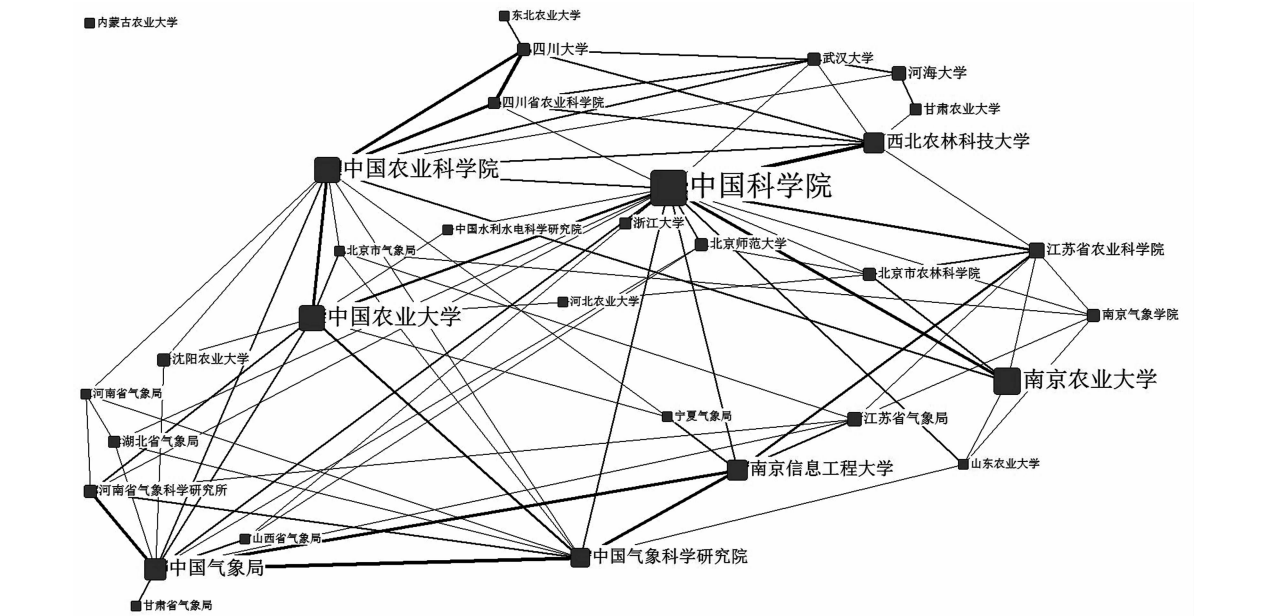 东北农业大学
内蒙古农业大学
四川大学
武汉大学
河海大学
四川省农业科学院
甘肃农业大学
西北农林科技大学
中国农业科学院
中国科学院
浙江大学
中国水利水电科学研究院
北京师范大学
北京市气象局
江苏省农业科学院
北京市农林科学院
河北农业大学
中国农业大学
南京气象学院
沈阳农业大学
南京农业大学
河南省气象局
宁夏气象局
江苏省气象局
湖北省气象局
山东农业大学
南京信息工程大学
河南省气象科学研究所
山西省气象局
中国气象科学研究院
中国气象局
甘肃省气象局